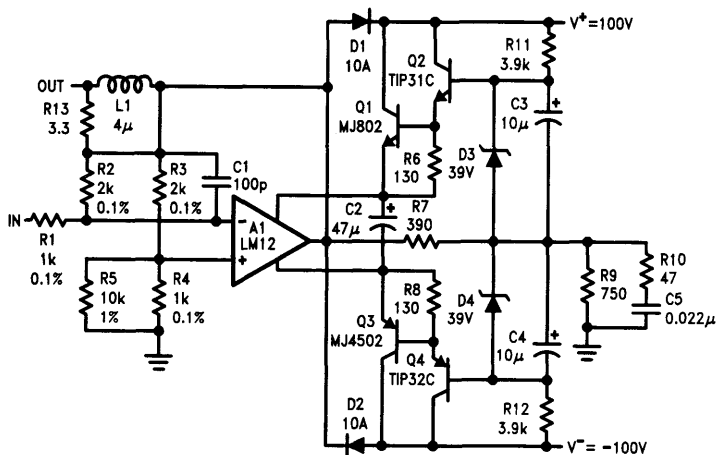 D1
10A
Q2
TIP31C
V+=100V
R11
3.9k
OUT
L1
4μ
R13
3.3
Q1
MJ802
C3
10μ
R2
2k
0.1%
R3
2k
0.1%
C1
100p
R6
130
D3
39V
IN
R1
1k
0.1%
A1
LM12
-
+
C2
47μ
R7
390
R5
10k
1%
R4
1k
0.1%
R8
130
D4
39V
R9
750
R10
47
C5
0.022μ
Q3
MJ4502
Q4
TIP32C
C4
10μ
D2
10A
R12
3.9k
V-= -100V
+
+
+